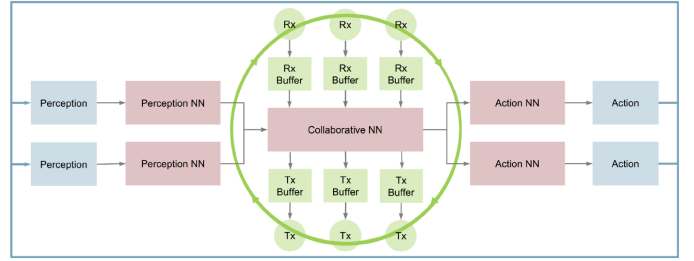 Rx Rx Rx
Rx Buffer Rx Buffer Rx Buffer
Perception Perception NN Collaborative NN Action NN Action
Perception Perception NN Action NN Action
Tx Buffer Tx Buffer Tx Buffer
Tx Tx Tx